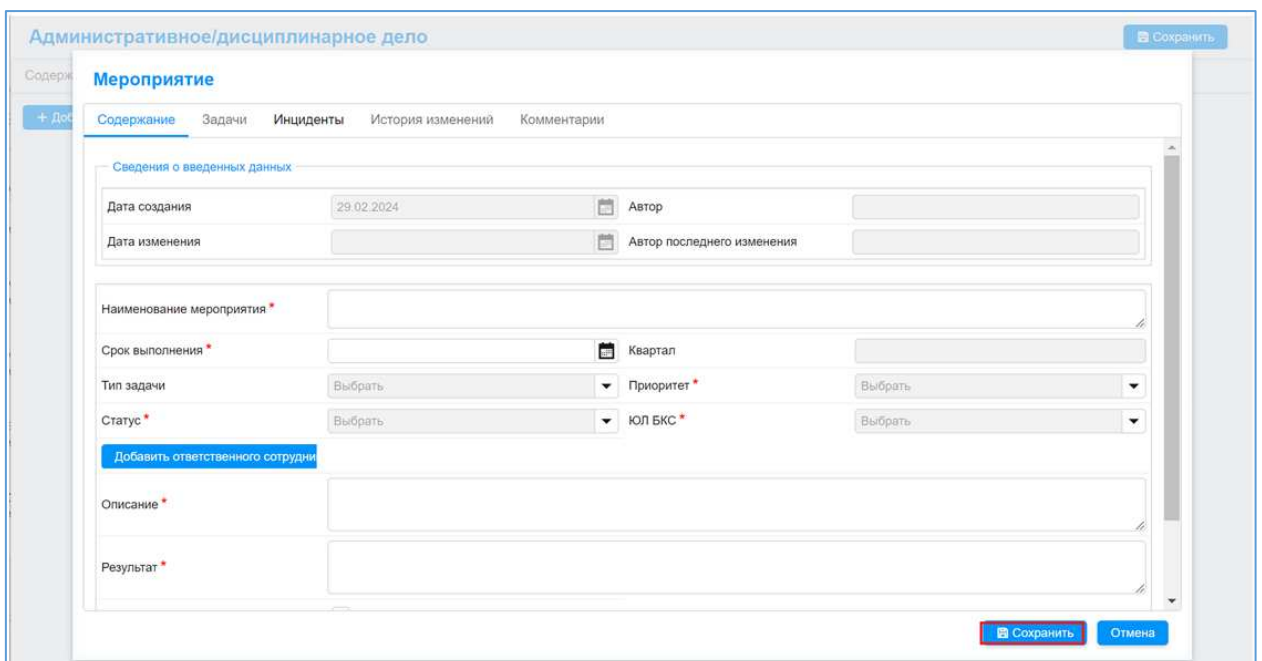 Административное/дисциплинарное дело Сохранить
Содерж
+ Доб
Мероприятие
Содержание Задачи Инциденты История изменений Комментарии
Сведения о введенных данных
Дата создания 29.02.2024 Автор
Дата изменения Автор последнего изменения
Наименование мероприятия *
Срок выполнения * Квартал
Тип задачи Выбрать Приоритет * Выбрать
Статус * Выбрать ЮЛ БКС * Выбрать
Добавить ответственного сотрудни
Описание *
Результат *
Сохранить Отмена